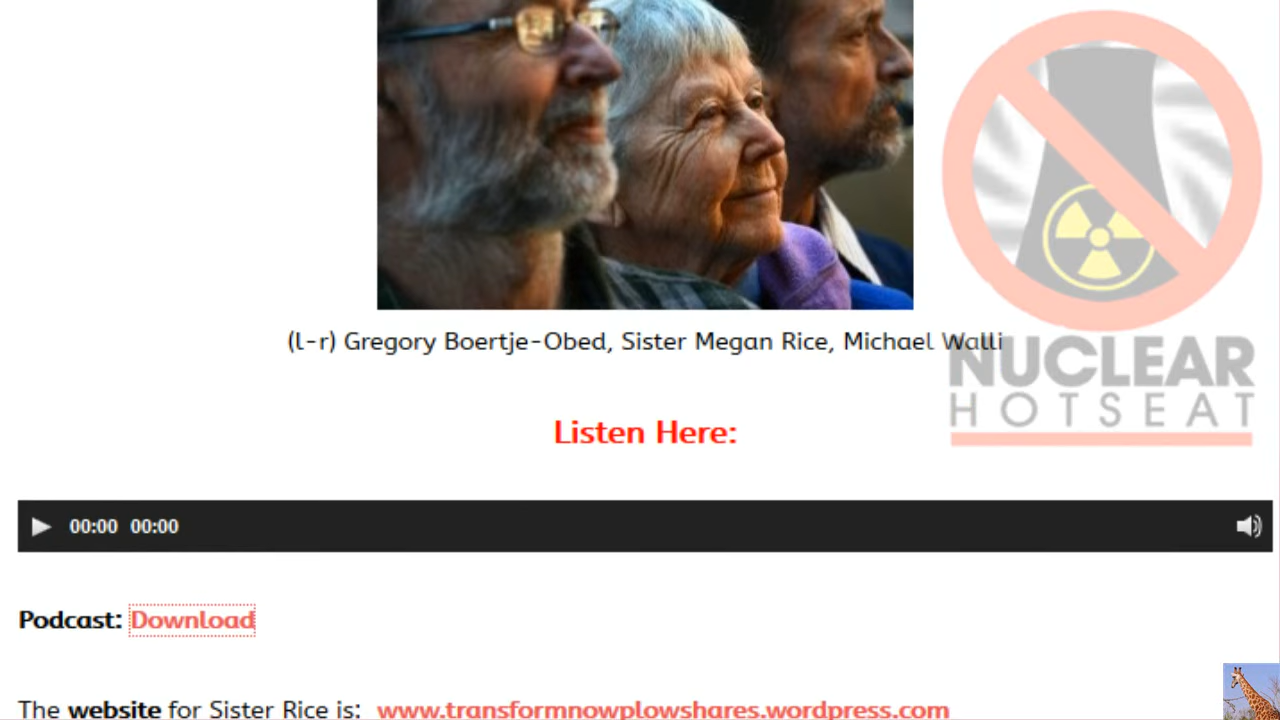 (l-r) Gregory Boertje-Obed, Sister Megan Rice, Michael Walli
NUCLEAR
HOTSEAT
Listen Here:
00:00 00:00
Podcast: Download
The website for Sister Rice is: www.transformnowplowshares.wordpress.com